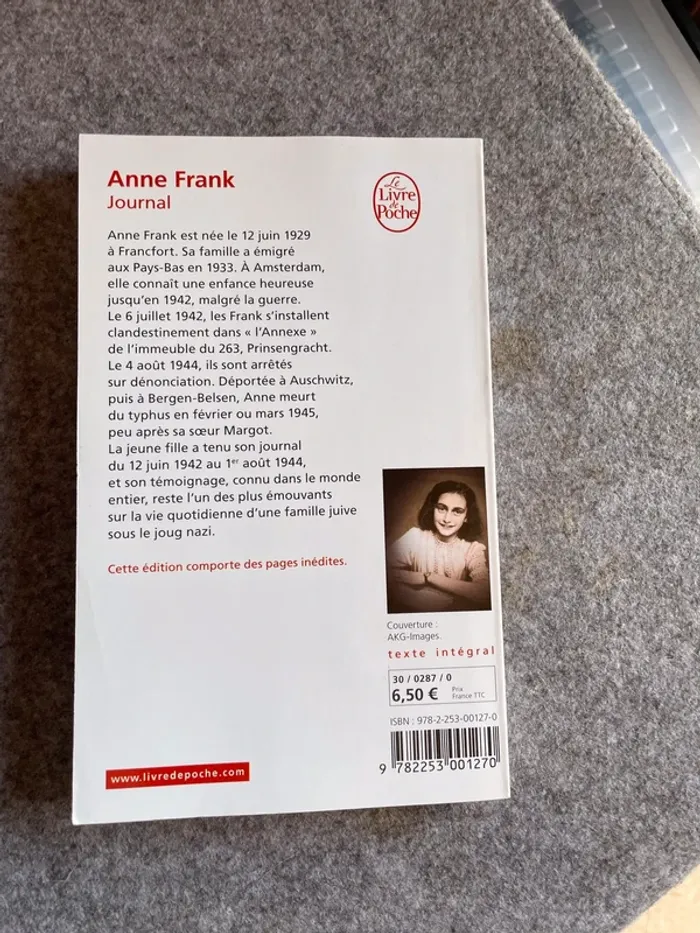 Anne Frank
Journal
Le
Livre
de
Poche
Anne Frank est née le 12 juin 1929
à Francfort. Sa famille a émigré
aux Pays-Bas en 1933. À Amsterdam,
elle connaît une enfance heureuse
jusqu'en 1942, malgré la guerre.
Le 6 juillet 1942, les Frank s'installent
clandestinement dans « l'Annexe »
de l'immeuble du 263, Prinsengracht.
Le 4 août 1944, ils sont arrêtés
sur dénonciation. Déportée à Auschwitz,
puis à Bergen-Belsen, Anne meurt
du typhus en février ou mars 1945,
peu après sa sœur Margot.
La jeune fille a tenu son journal
du 12 juin 1942 au 1er août 1944,
et son témoignage, connu dans le monde
entier, reste l'un des plus émouvants
sur la vie quotidienne d'une famille juive
sous le joug nazi.
Cette édition comporte des pages inédites.
Couverture :
AKG-Images.
texte intégral
30 / 0287 / 0
6,50 € Prix
France TTC
ISBN : 978-2-253-00127-0
9 782253 001270
www.livredepoche.com